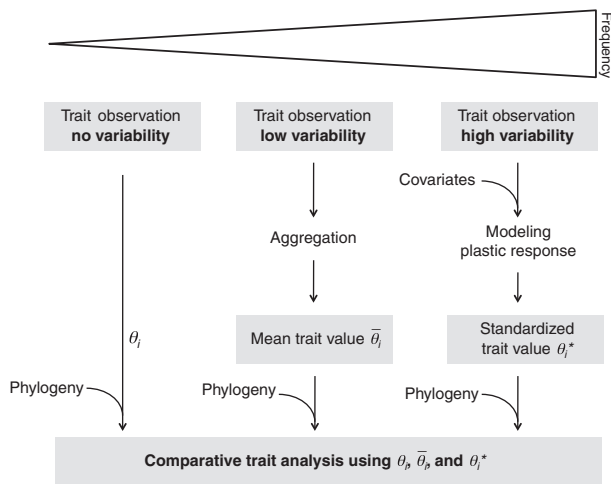 Frequency
Trait observation
no variability
Trait observation
low variability
Trait observation
high variability
Covariates
Aggregation
Modeling
plastic response
θi
Mean trait value θ̅i
Standardized
trait value θi*
Phylogeny
Phylogeny
Phylogeny
Comparative trait analysis using θi, θ̅i, and θi*